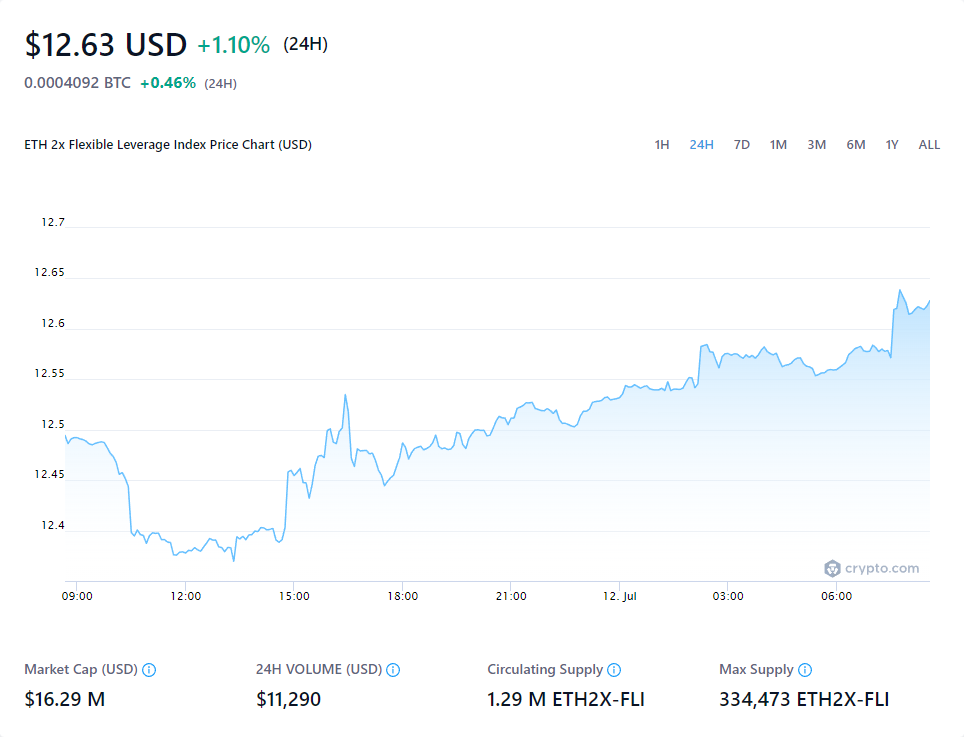 $12.63 USD +1.10% (24H)
0.0004092 BTC +0.46% (24H)
ETH 2x Flexible Leverage Index Price Chart (USD)
1H 24H 7D 1M 3M 6M 1Y ALL
12.7
12.65
12.6
12.55
12.5
12.45
12.4
crypto.com
09:00 12:00 15:00 18:00 21:00 12. Jul 03:00 06:00
Market Cap (USD) 24H VOLUME (USD) Circulating Supply Max Supply
$16.29 M $11,290 1.29 M ETH2X-FLI 334,473 ETH2X-FLI